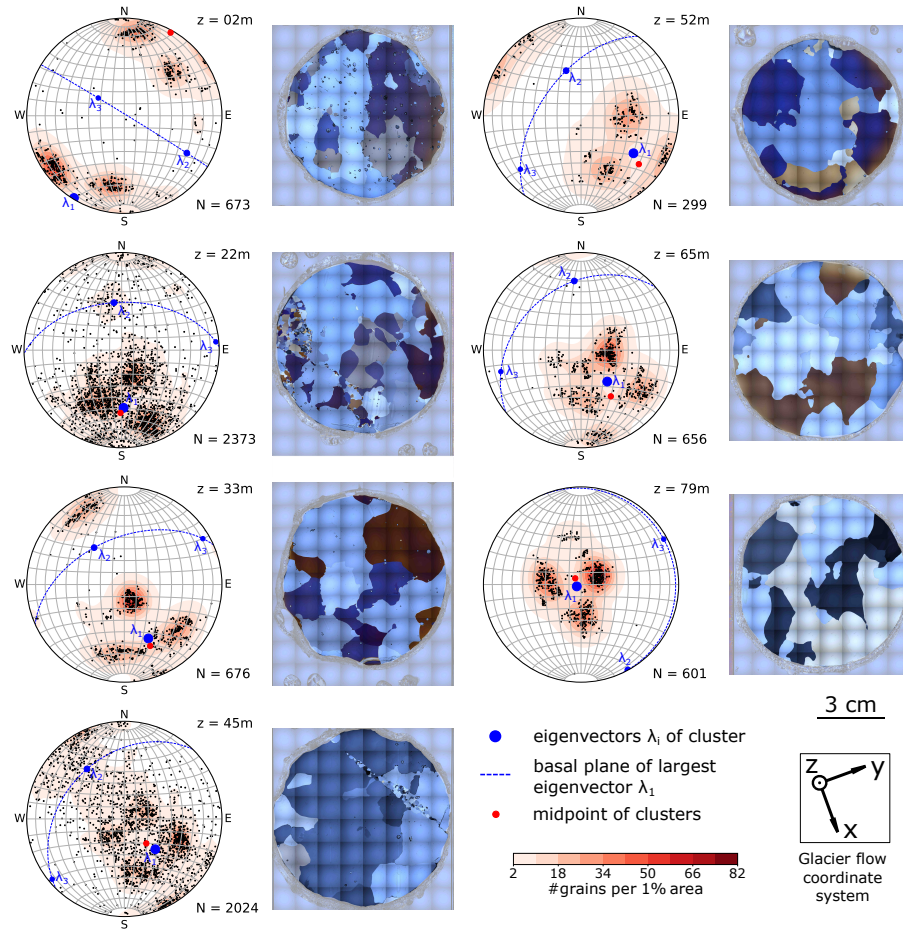 N
z = 02m
W
E
λ3
λ2
λ1
S
N = 673
N
z = 52m
W
E
λ2
λ1
λ3
S
N = 299
N
z = 22m
W
E
λ2
λ3
S
N = 2373
N
z = 65m
W
E
λ2
λ1
λ3
S
N = 656
N
z = 33m
W
E
λ3
λ2
λ1
S
N = 676
N
z = 79m
W
E
λ3
λ1
λ2
S
N = 601
N
z = 45m
W
E
λ2
λ1
λ3
S
N = 2024
eigenvectors λi of cluster
basal plane of largest
eigenvector λ1
midpoint of clusters
2 18 34 50 66 82
#grains per 1% area
3 cm
z
y
x
Glacier flow
coordinate
system